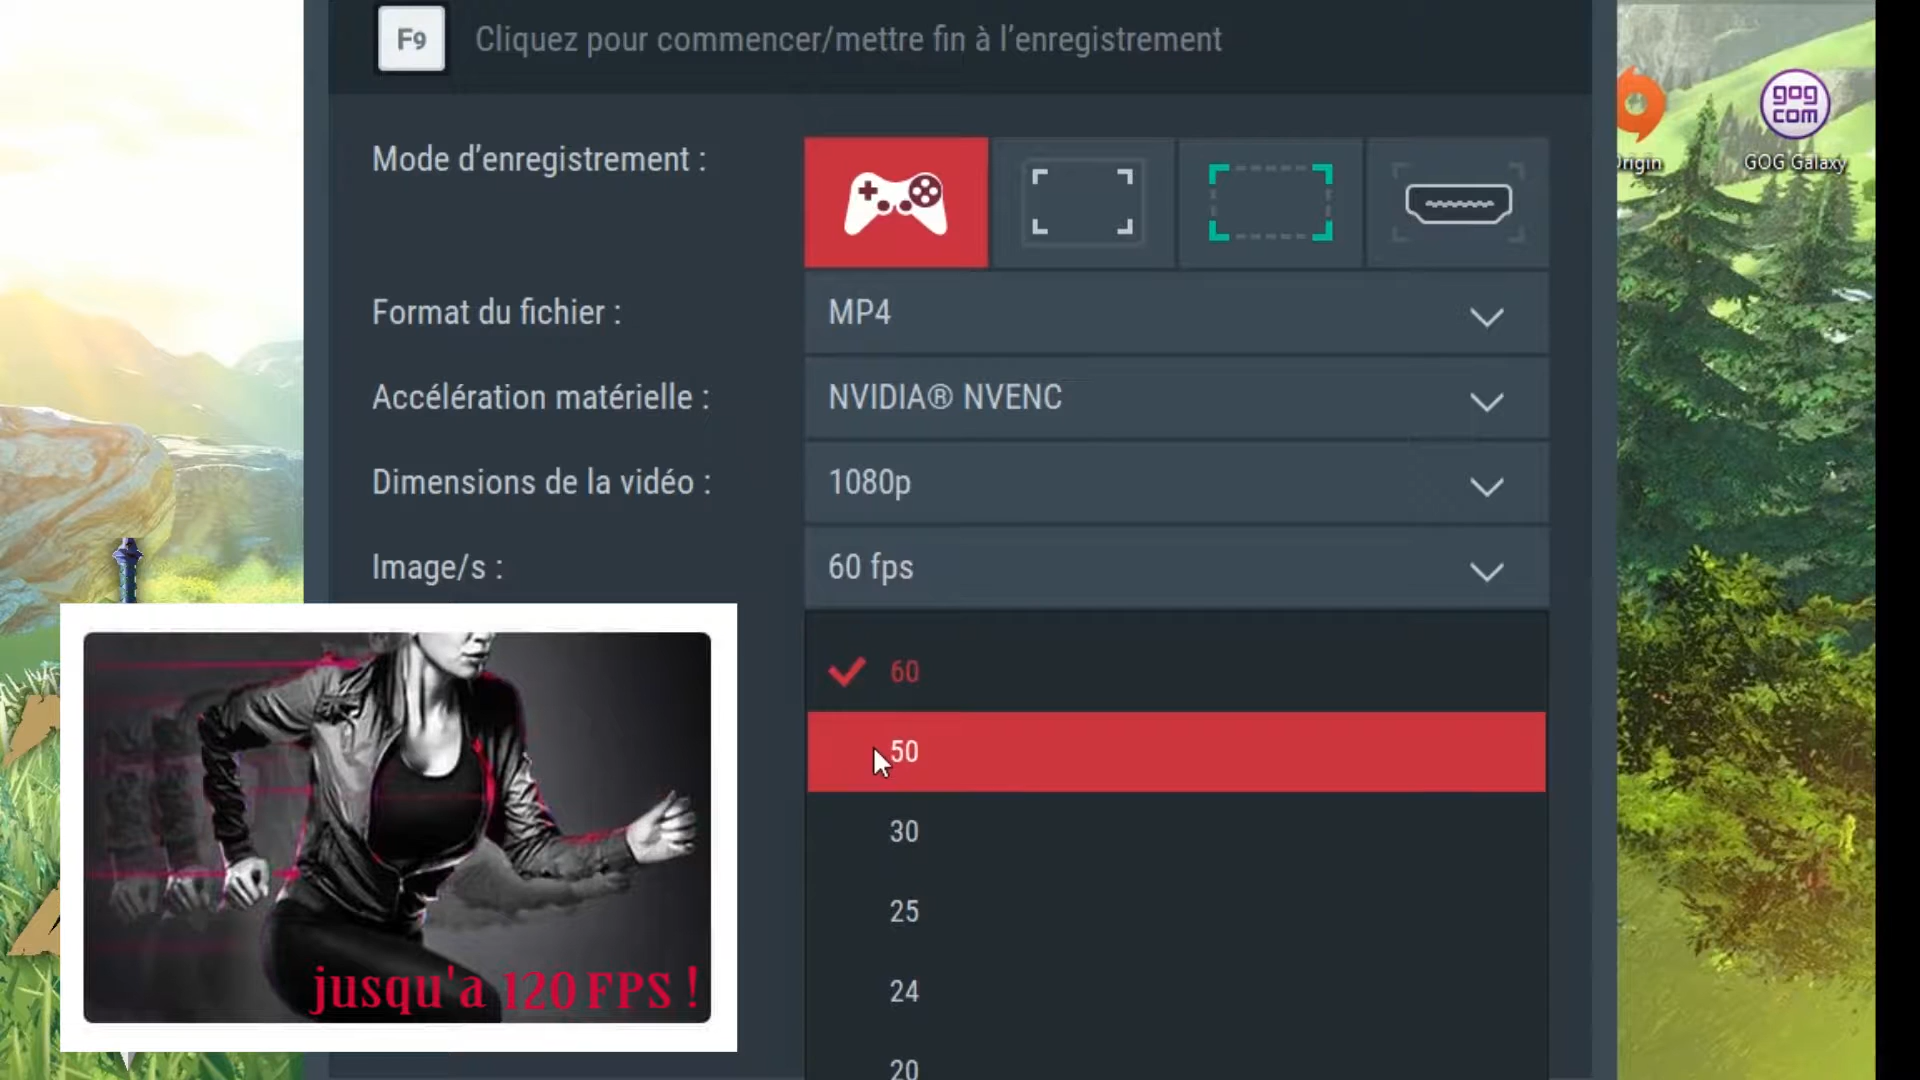 F9
Cliquez pour commencer/mettre fin à l'enregistrement
Mode d'enregistrement :
Format du fichier :
MP4
Accélération matérielle :
NVIDIA® NVENC
Dimensions de la vidéo :
1080p
Image/s :
60 fps
60
50
30
25
24
20
jusqu'a 120 FPS !
Origin
gog
com
GOG Galaxy